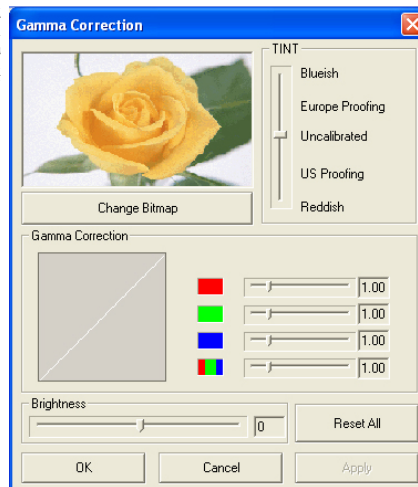 Gamma Correction
TINT
Blueish
Europe Proofing
Uncalibrated
US Proofing
Reddish
Change Bitmap
Gamma Correction
1.00
1.00
1.00
1.00
Brightness
0
Reset All
OK
Cancel
Apply